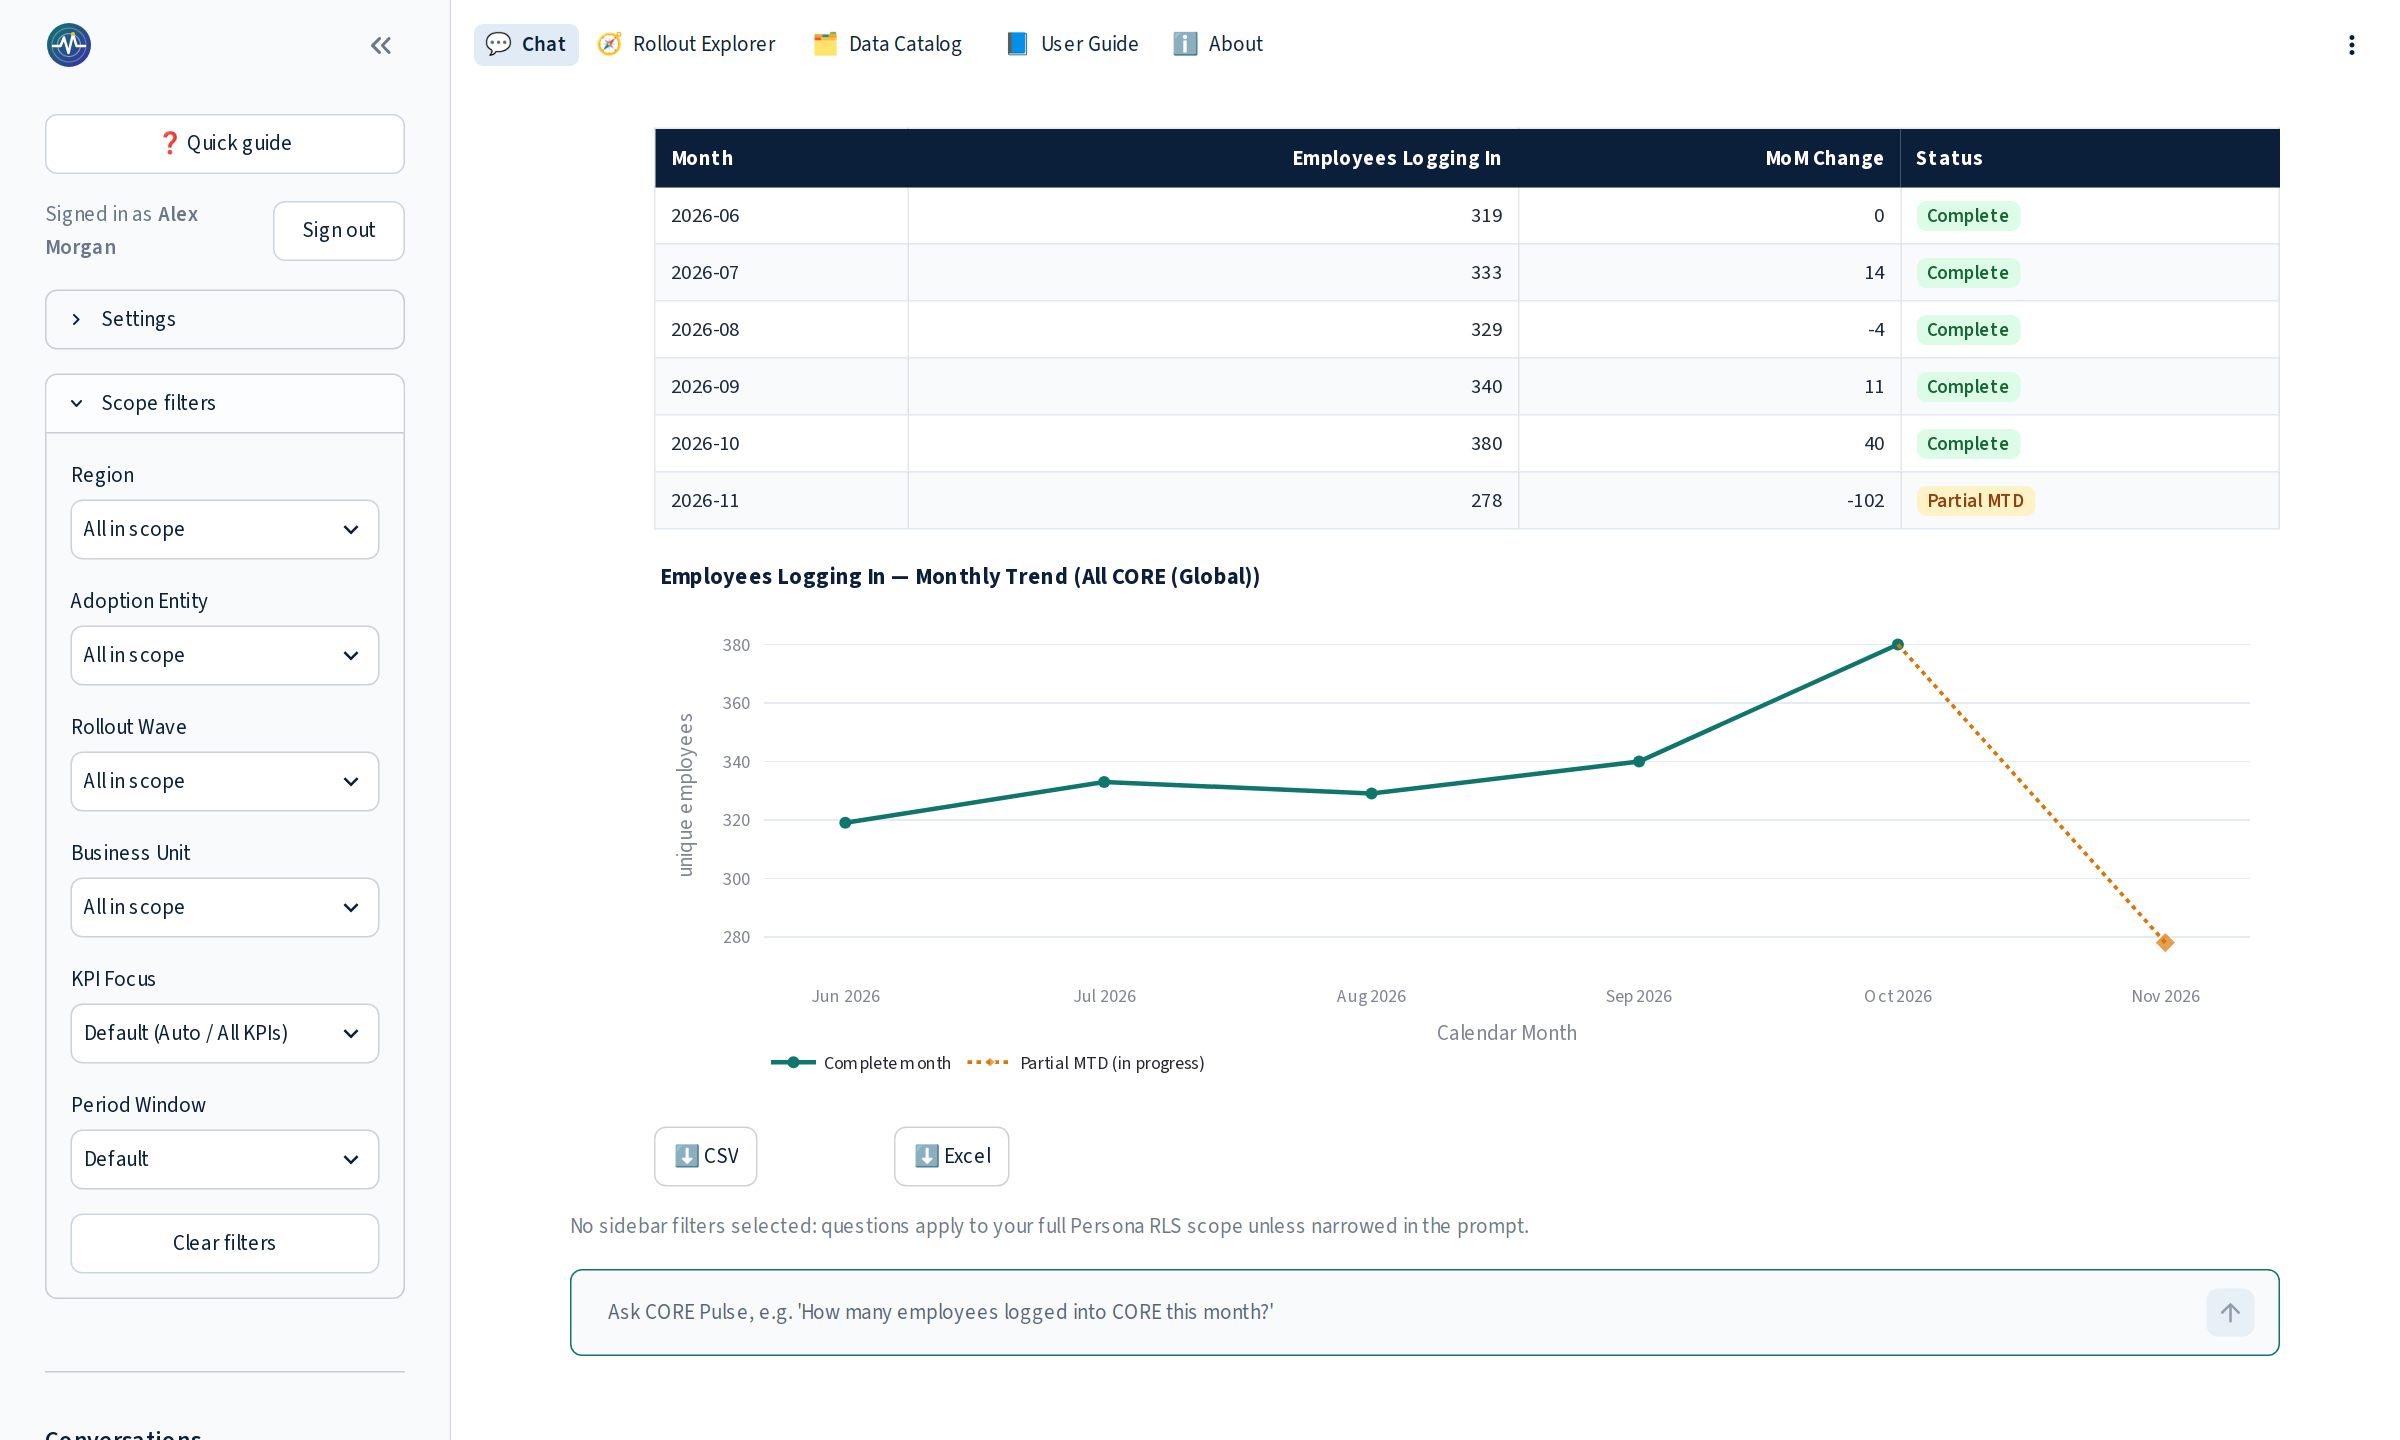 Chat
Rollout Explorer
Data Catalog
User Guide
About
Quick guide
Signed in as Alex
Morgan
Sign out
Settings
Scope filters
Region
All in scope
Adoption Entity
All in scope
Rollout Wave
All in scope
Business Unit
All in scope
KPI Focus
Default (Auto / All KPIs)
Period Window
Default
Clear filters
Conversations
Month Employees Logging In MoM Change Status
2026-06 319 0 Complete
2026-07 333 14 Complete
2026-08 329 -4 Complete
2026-09 340 11 Complete
2026-10 380 40 Complete
2026-11 278 -102 Partial MTD
Employees Logging In — Monthly Trend (All CORE (Global))
unique employees
380
360
340
320
300
280
Jun 2026 Jul 2026 Aug 2026 Sep 2026 Oct 2026 Nov 2026
Calendar Month
Complete month Partial MTD (in progress)
CSV
Excel
No sidebar filters selected: questions apply to your full Persona RLS scope unless narrowed in the prompt.
Ask CORE Pulse, e.g. 'How many employees logged into CORE this month?'